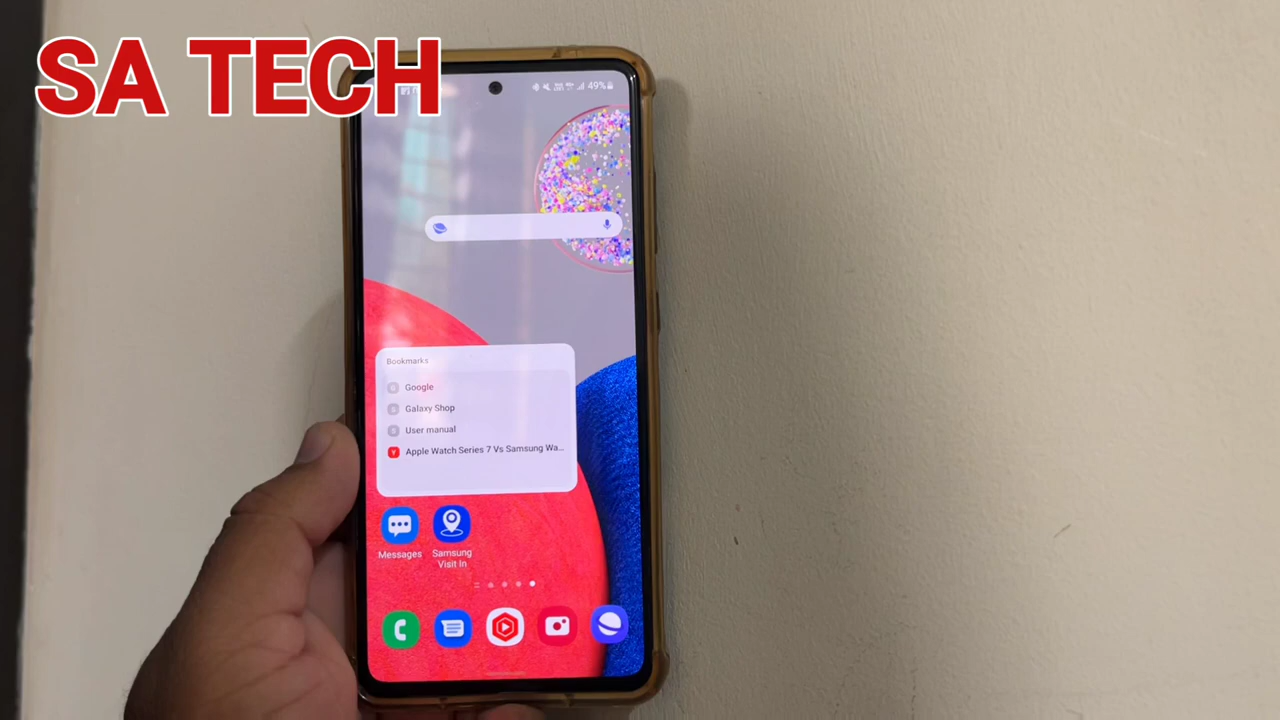 SA TECH
49%
Bookmarks
Google
Galaxy Shop
User manual
Apple Watch Series 7 Vs Samsung Wa...
Messages
Samsung
Visit In